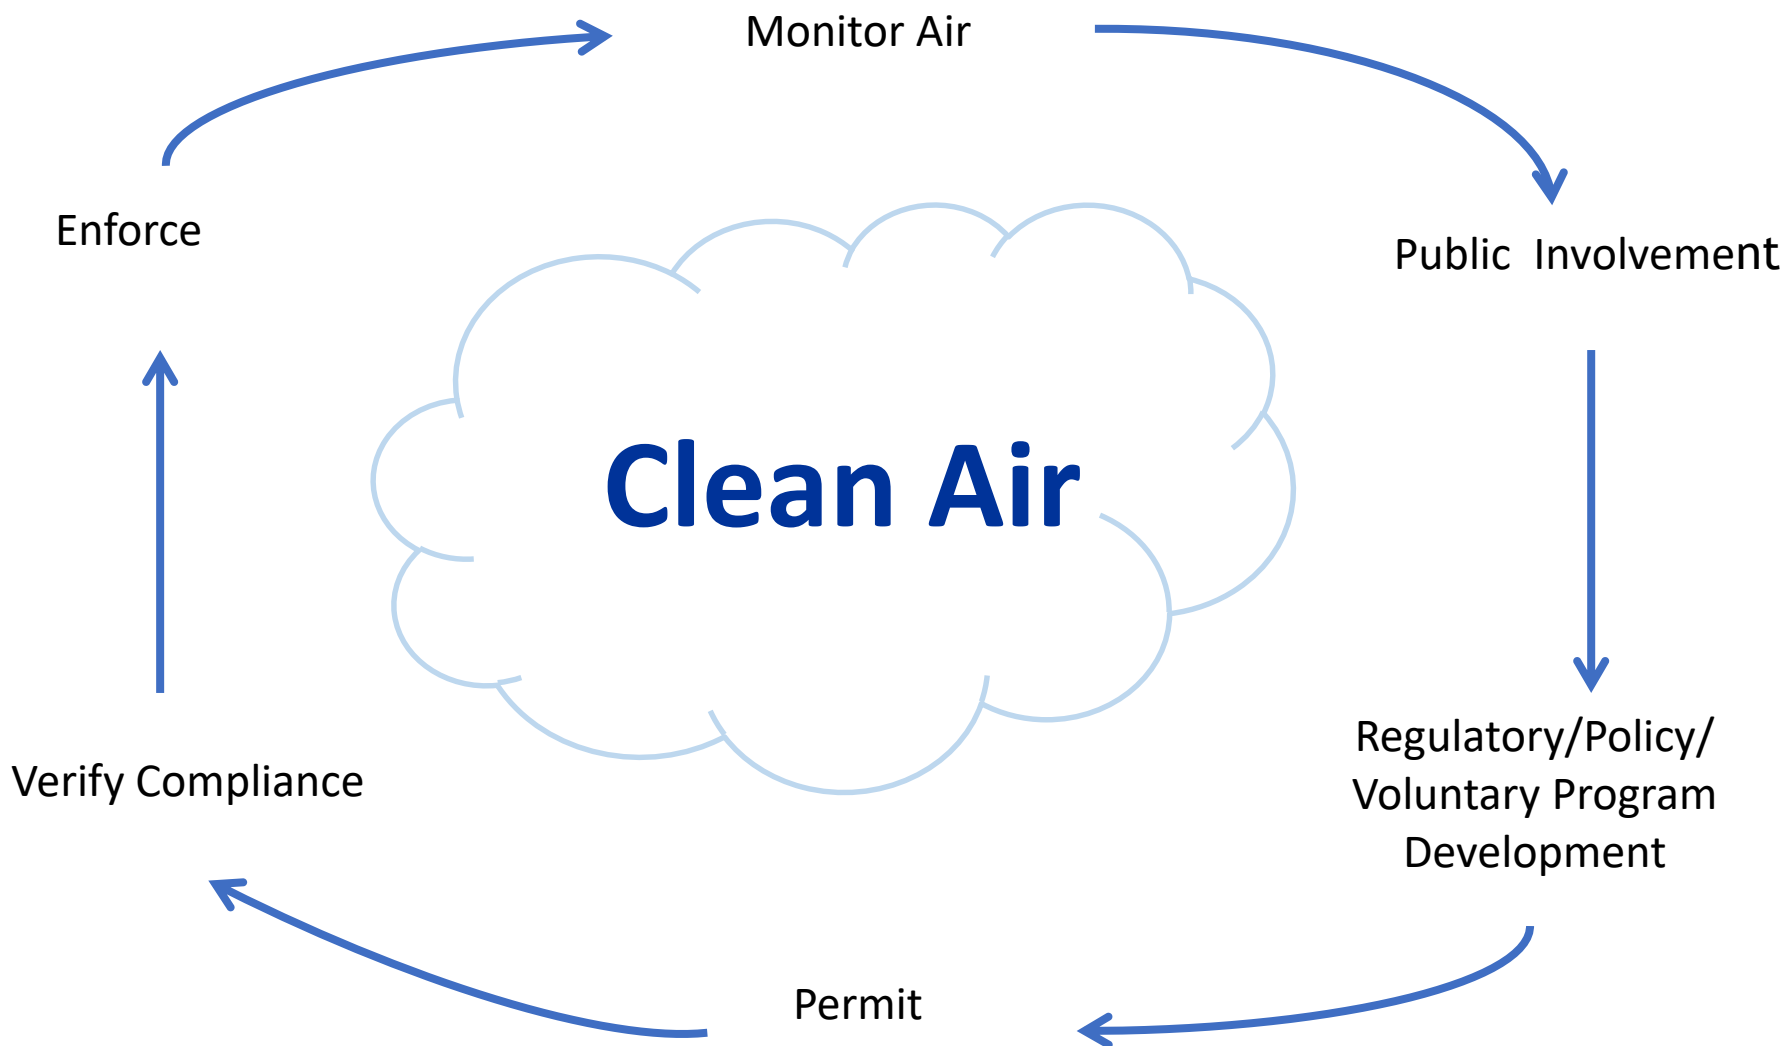 Monitor Air
Enforce
Public Involvement
Clean Air
Regulatory/Policy/
Voluntary Program
Development
Verify Compliance
Permit